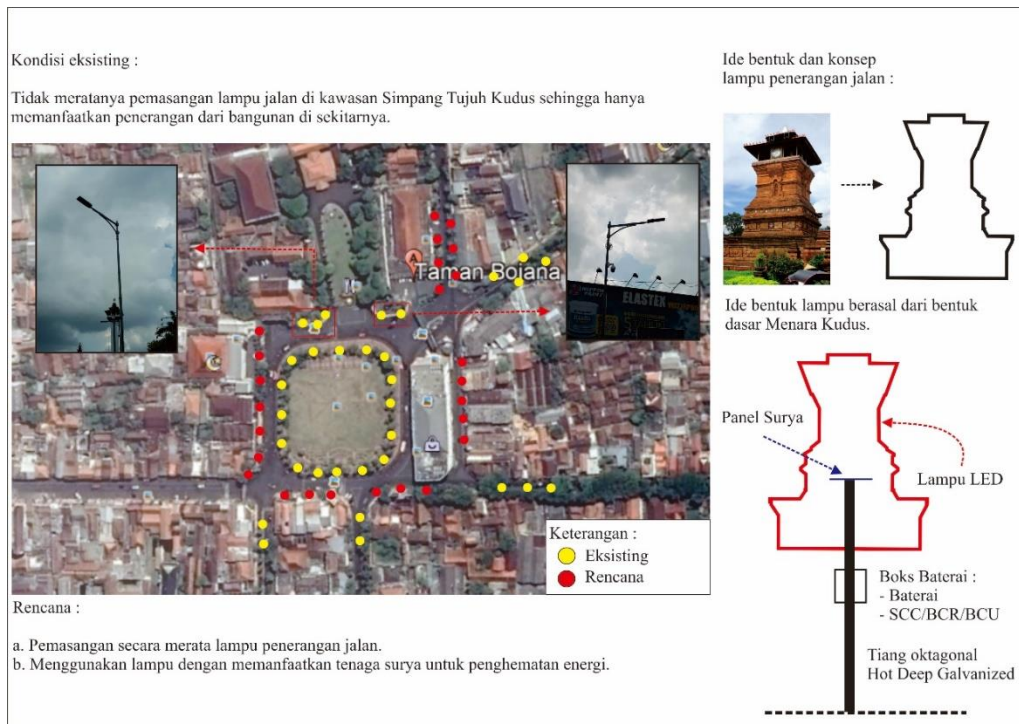 Kondisi eksisting :
Tidak meratanya pemasangan lampu jalan di kawasan Simpang Tujuh Kudus sehingga hanya
memanfaatkan penerangan dari bangunan di sekitarnya.
Taman Bojana
ELASTEX
Keterangan :
Eksisting
Rencana
Rencana :
a. Pemasangan secara merata lampu penerangan jalan.
b. Menggunakan lampu dengan memanfaatkan tenaga surya untuk penghematan energi.
Ide bentuk dan konsep
lampu penerangan jalan :
Ide bentuk lampu berasal dari bentuk
dasar Menara Kudus.
Panel Surya
Lampu LED
Boks Baterai :
- Baterai
- SCC/BCR/BCU
Tiang oktagonal
Hot Deep Galvanized